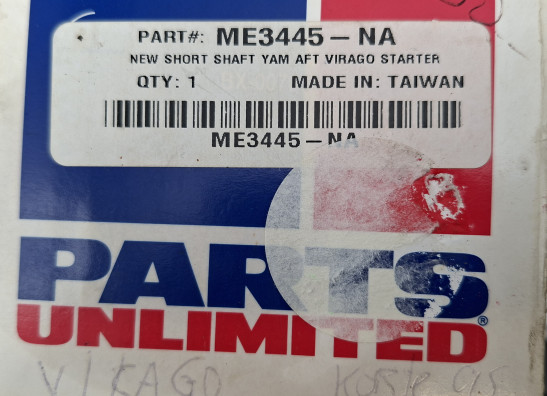 PART#: ME3445-NA
NEW SHORT SHAFT YAM AFT VIRAGO STARTER
QTY: 1 MADE IN: TAIWAN
ME3445-NA
PARTS
UNLIMITED®
VIRAGO